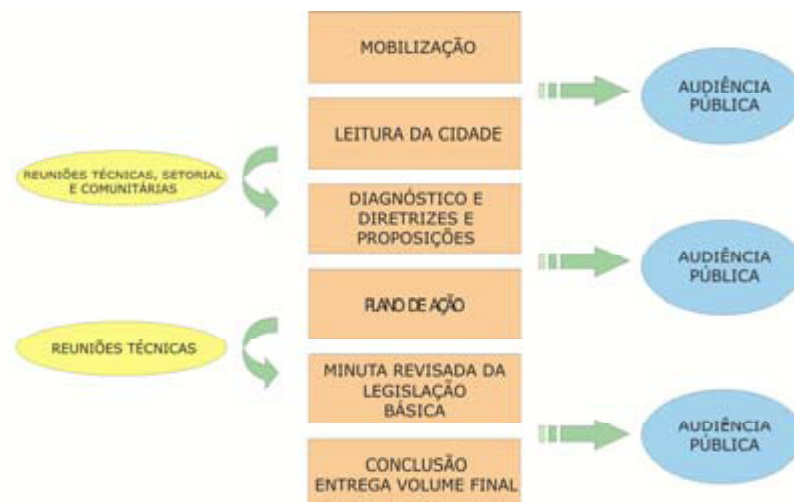 MOBILIZAÇÃO
AUDIÊNCIA
PÚBLICA
LEITURA DA CIDADE
REUNIÕES TÉCNICAS, SETORIAL
E COMUNITÁRIAS
DIAGNÓSTICO E
DIRETRIZES E
PROPOSIÇÕES
AUDIÊNCIA
PÚBLICA
PLANO DE AÇÃO
REUNIÕES TÉCNICAS
MINUTA REVISADA DA
LEGISLAÇÃO
BÁSICA
AUDIÊNCIA
PÚBLICA
CONCLUSÃO
ENTREGA VOLUME FINAL